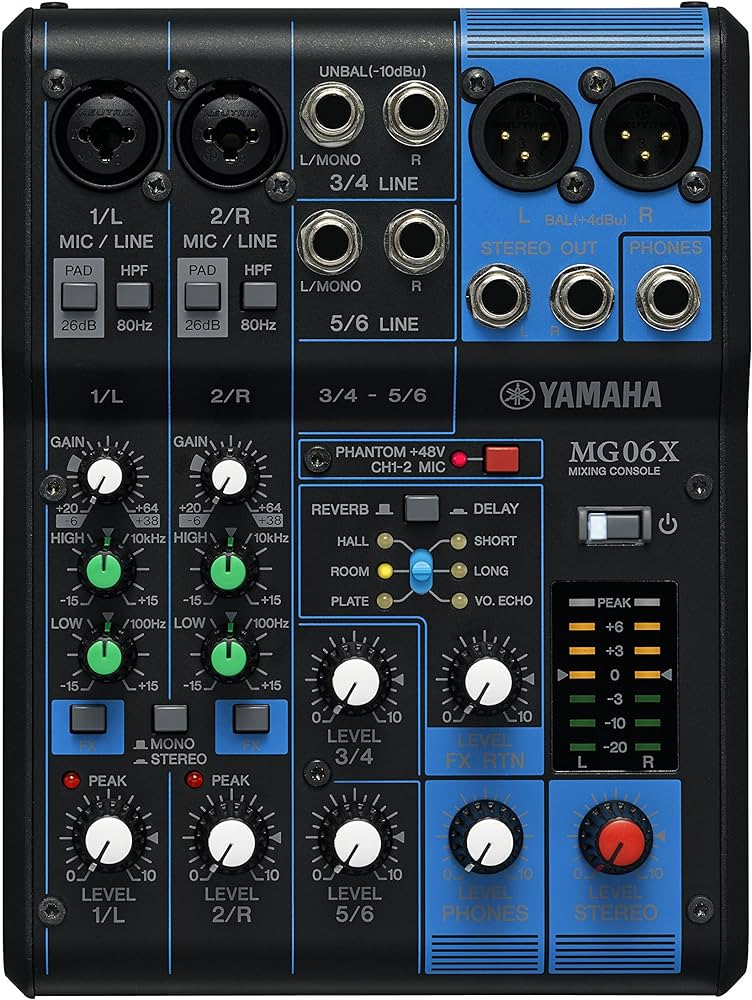 UNBAL(-10dBu)
L/MONO R
3/4 LINE
1/L 2/R
MIC / LINE MIC / LINE
L BAL(+4dBu) R
STEREO OUT PHONES
PAD HPF PAD HPF
L/MONO R
26dB 80Hz 26dB 80Hz
5/6 LINE
L R
1/L 2/R 3/4 - 5/6
YAMAHA
MG06X
MIXING CONSOLE
GAIN GAIN
PHANTOM +48V
CH1-2 MIC
+20 +64 +20 +64
-6 +38 -6 +38
REVERB DELAY
HIGH 10kHz HIGH 10kHz
HALL SHORT
ROOM LONG
PLATE VO. ECHO
-15 +15 -15 +15
LOW 100Hz LOW 100Hz
-15 +15 -15 +15
PEAK
+6
+3
0
-3
-10
-20
L R
0 10 0 10
LEVEL LEVEL
3/4 FX RTN
FX MONO FX
STEREO
PEAK PEAK
0 10 0 10 0 10 0 10 0 10
LEVEL LEVEL LEVEL LEVEL LEVEL
1/L 2/R 5/6 PHONES STEREO